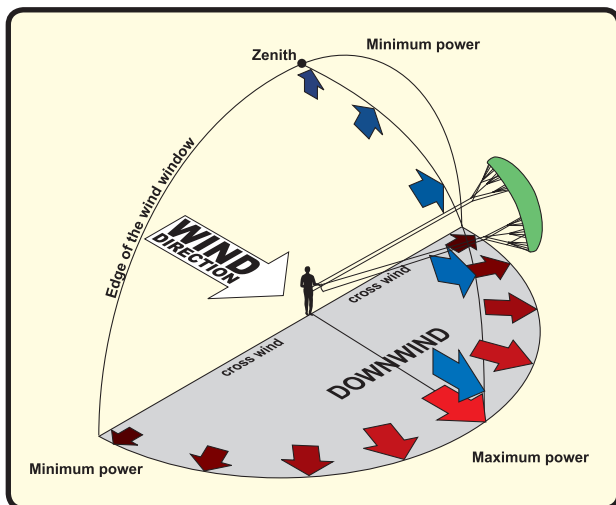 Minimum power
Zenith
Edge of the wind window
WIND
DIRECTION
cross wind
cross wind
DOWNWIND
Minimum power
Maximum power